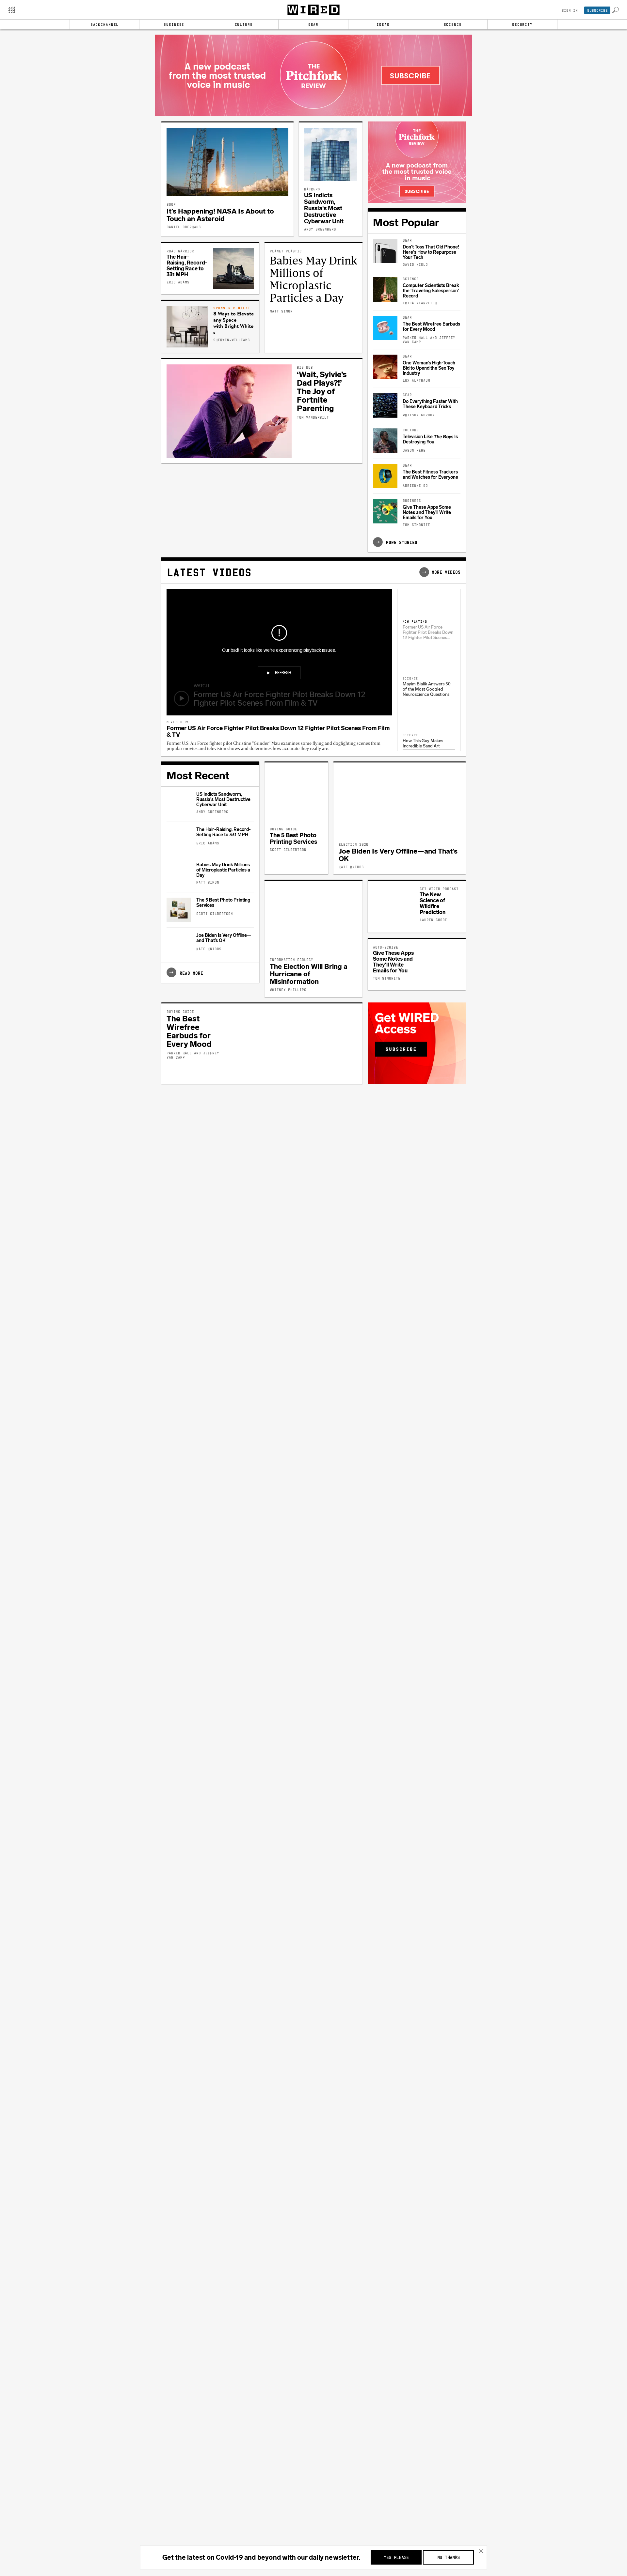 WIRED
SIGN IN
SUBSCRIBE
BACKCHANNEL
BUSINESS
CULTURE
GEAR
IDEAS
SCIENCE
SECURITY
A new podcast
from the most trusted
voice in music
THE
Pitchfork
REVIEW
SUBSCRIBE
ROOP
It's Happening! NASA Is About to
Touch an Asteroid
DANIEL OBERHAUS
HACKERS
US Indicts
Sandworm,
Russia's Most
Destructive
Cyberwar Unit
ANDY GREENBERG
THE
Pitchfork
REVIEW
A new podcast from
the most trusted voice
in music
SUBSCRIBE
ROAD WARRIOR
The Hair-
Raising, Record-
Setting Race to
331 MPH
ERIC ADAMS
PLANET PLASTIC
Babies May Drink
Millions of
Microplastic
Particles a Day
MATT SIMON
SPONSOR CONTENT
8 Ways to Elevate
any Space
with Bright White
s
SHERWIN-WILLIAMS
BIG DUB
'Wait, Sylvie's
Dad Plays?!'
The Joy of
Fortnite
Parenting
TOM VANDERBILT
Most Popular
GEAR
Don't Toss That Old Phone!
Here's How to Repurpose
Your Tech
DAVID NIELD
SCIENCE
Computer Scientists Break
the 'Traveling Salesperson'
Record
ERICA KLARREICH
GEAR
The Best Wirefree Earbuds
for Every Mood
PARKER HALL AND JEFFREY
VAN CAMP
GEAR
One Woman's High-Touch
Bid to Upend the Sex-Toy
Industry
LUX ALPTRAUM
GEAR
Do Everything Faster With
These Keyboard Tricks
WHITSON GORDON
CULTURE
Television Like The Boys Is
Destroying You
JASON KEHE
GEAR
The Best Fitness Trackers
and Watches for Everyone
ADRIENNE SO
BUSINESS
Give These Apps Some
Notes and They'll Write
Emails for You
TOM SIMONITE
MORE STORIES
LATEST VIDEOS
MORE VIDEOS
Our bad! It looks like we're experiencing playback issues.
REFRESH
WATCH
Former US Air Force Fighter Pilot Breaks Down 12
Fighter Pilot Scenes From Film & TV
MOVIES & TV
Former US Air Force Fighter Pilot Breaks Down 12 Fighter Pilot Scenes From Film
& TV
Former U.S. Air Force fighter pilot Christine "Grinder" Mau examines some flying and dogfighting scenes from
popular movies and television shows and determines how accurate they really are.
NOW PLAYING
Former US Air Force
Fighter Pilot Breaks Down
12 Fighter Pilot Scenes...
SCIENCE
Mayim Bialik Answers 50
of the Most Googled
Neuroscience Questions
SCIENCE
How This Guy Makes
Incredible Sand Art
Most Recent
US Indicts Sandworm,
Russia's Most Destructive
Cyberwar Unit
ANDY GREENBERG
The Hair-Raising, Record-
Setting Race to 331 MPH
ERIC ADAMS
Babies May Drink Millions
of Microplastic Particles a
Day
MATT SIMON
The 5 Best Photo Printing
Services
SCOTT GILBERTSON
Joe Biden Is Very Offline—
and That's OK
KATE KNIBBS
READ MORE
BUYING GUIDE
The 5 Best Photo
Printing Services
SCOTT GILBERTSON
ELECTION 2020
Joe Biden Is Very Offline—and That's
OK
KATE KNIBBS
INFORMATION ECOLOGY
The Election Will Bring a
Hurricane of
Misinformation
WHITNEY PHILLIPS
GET WIRED PODCAST
The New
Science of
Wildfire
Prediction
LAUREN GOODE
AUTO-SCRIBE
Give These Apps
Some Notes and
They'll Write
Emails for You
TOM SIMONITE
BUYING GUIDE
The Best
Wirefree
Earbuds for
Every Mood
PARKER HALL AND JEFFREY
VAN CAMP
Get WIRED
Access
SUBSCRIBE
Get the latest on Covid-19 and beyond with our daily newsletter.
YES PLEASE
NO THANKS